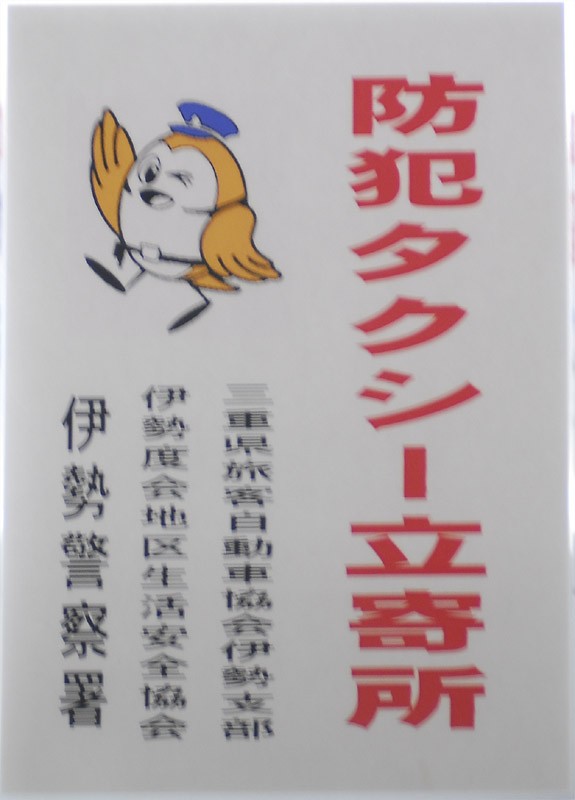 防犯タクシー立寄所
三重県旅客自動車協会伊勢支部
伊勢度会地区生活安全協会
伊勢警察署